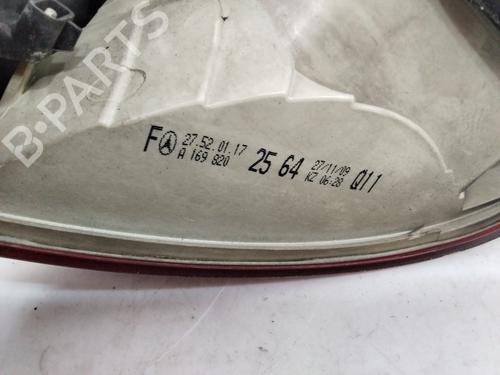 B-PARTS
F 27.52.01.17 25 64 27/11/09 Q11
A 169 820 KZ 06:28